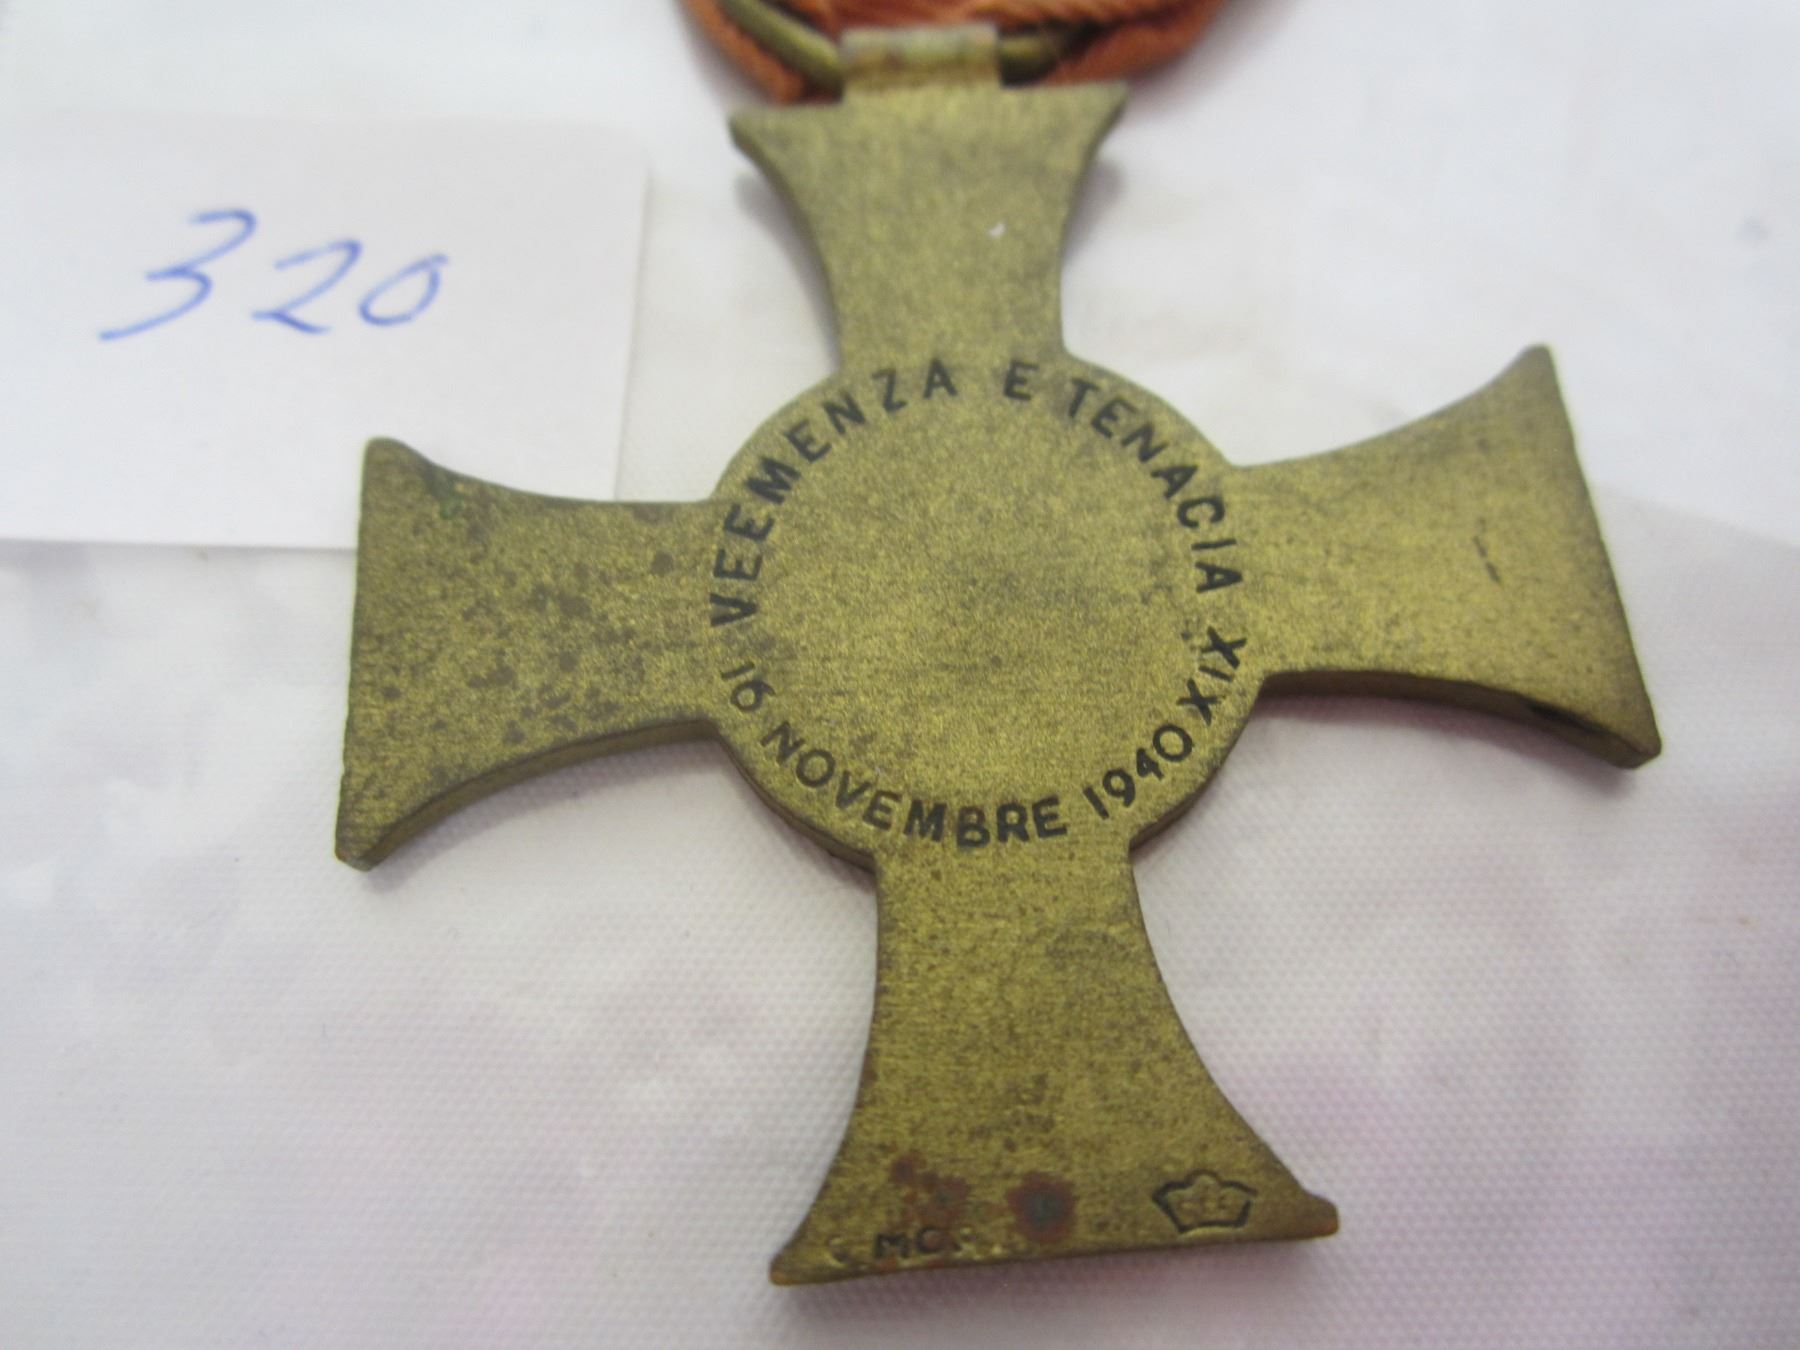 320
VEEMENZA E TENACIA
16 NOVEMBRE 1940 XIX
MC